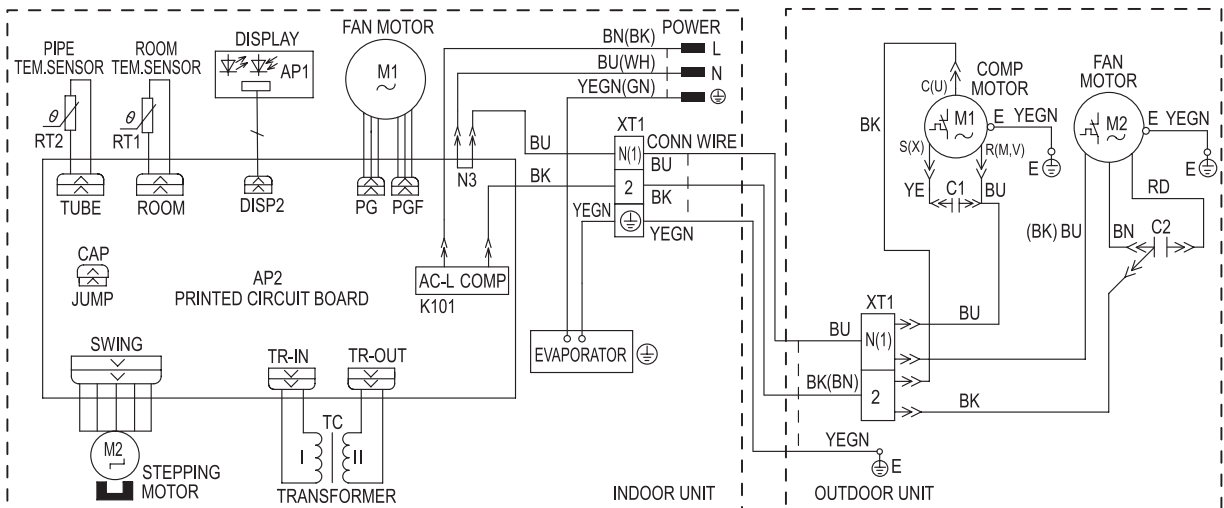 PIPE
TEM.SENSOR
ROOM
TEM.SENSOR
DISPLAY
AP1
FAN MOTOR
M1
~
POWER
BN(BK)
L
BU(WH)
N
YEGN(GN)
θ
RT2
θ
RT1
TUBE
ROOM
DISP2
PG
PGF
N3
BU
BK
YEGN
XT1
N(1)
2
CONN WIRE
BU
BK
YEGN
CAP
JUMP
AP2
PRINTED CIRCUIT BOARD
AC-L COMP
K101
EVAPORATOR
SWING
TR-IN
TR-OUT
M2
STEPPING
MOTOR
TC
I
II
TRANSFORMER
INDOOR UNIT
COMP
MOTOR
C(U)
M1
~
E
YEGN
E
S(X)
R(M,V)
YE
C1
BU
BK
FAN
MOTOR
M2
~
E
YEGN
E
RD
(BK) BU
BN
C2
XT1
N(1)
2
BU
BU
BK(BN)
BK
YEGN
E
OUTDOOR UNIT